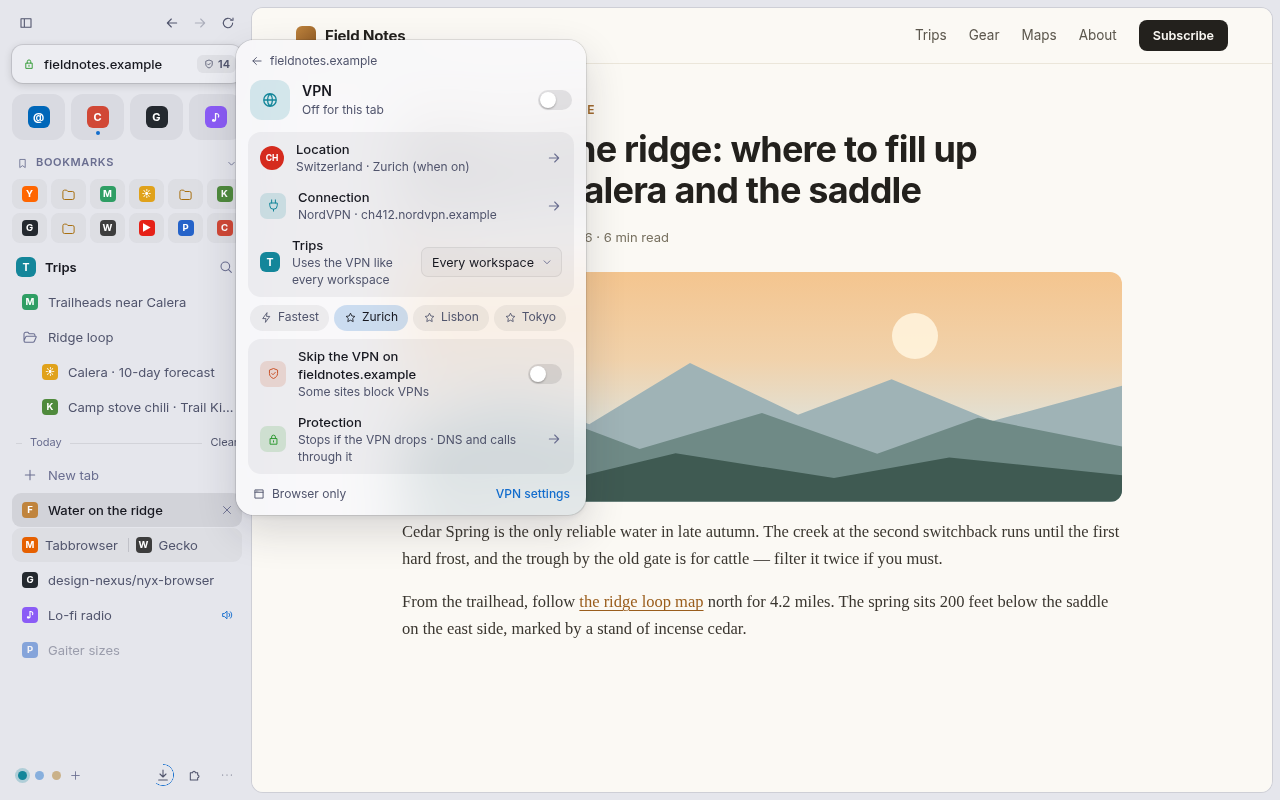 fieldnotes.example
14
@
C
G
BOOKMARKS
Y
M
K
G
W
P
C
T Trips
M Trailheads near Calera
Ridge loop
Calera · 10-day forecast
K Camp stove chili · Trail Ki...
Today
Clear
New tab
F Water on the ridge
M Tabbrowser
W Gecko
G design-nexus/nyx-browser
Lo-fi radio
P Gaiter sizes
fieldnotes.example
VPN
Off for this tab
CH
Location
Switzerland · Zurich (when on)
Connection
NordVPN · ch412.nordvpn.example
T
Trips
Uses the VPN like
every workspace
Every workspace
Fastest
Zurich
Lisbon
Tokyo
Skip the VPN on
fieldnotes.example
Some sites block VPNs
Protection
Stops if the VPN drops · DNS and calls
through it
Browser only
VPN settings
Field Notes
Trips
Gear
Maps
About
Subscribe
E
ridge: where to fill up
and the saddle
6 · 6 min read
Cedar Spring is the only reliable water in late autumn. The creek at the second switchback runs until the first
hard frost, and the trough by the old gate is for cattle — filter it twice if you must.
From the trailhead, follow the ridge loop map north for 4.2 miles. The spring sits 200 feet below the saddle
on the east side, marked by a stand of incense cedar.